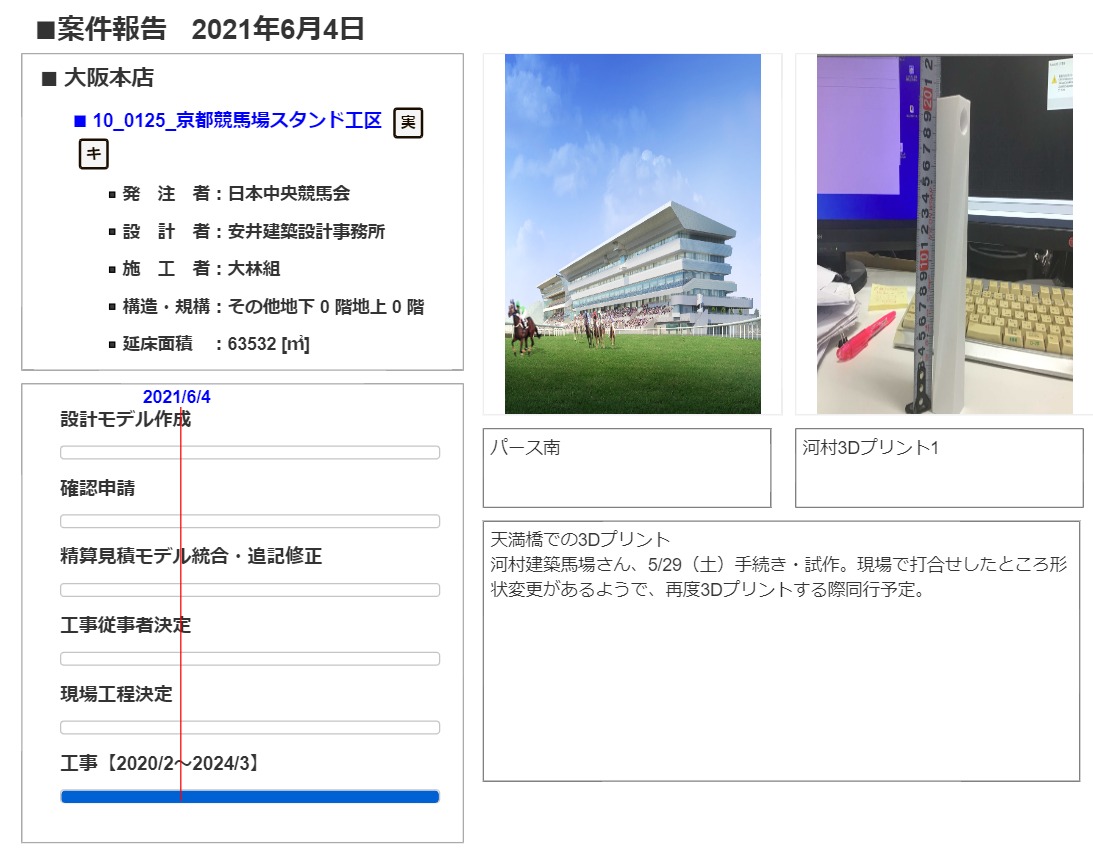 ■案件報告 2021年6月4日
■ 大阪本店
■ 10_0125_京都競馬場スタンド工区 実
キ
▪ 発 注 者：日本中央競馬会
▪ 設 計 者：安井建築設計事務所
▪ 施 工 者：大林組
▪ 構造・規構：その他地下 0 階地上 0 階
▪ 延床面積 ：63532 [㎡]
2021/6/4
設計モデル作成
確認申請
精算見積モデル統合・追記修正
工事従事者決定
現場工程決定
工事【2020/2～2024/3】
パース南
河村3Dプリント1
天満橋での3Dプリント
河村建築馬場さん、5/29（土）手続き・試作。現場で打合せしたところ形
状変更があるようで、再度3Dプリントする際同行予定。